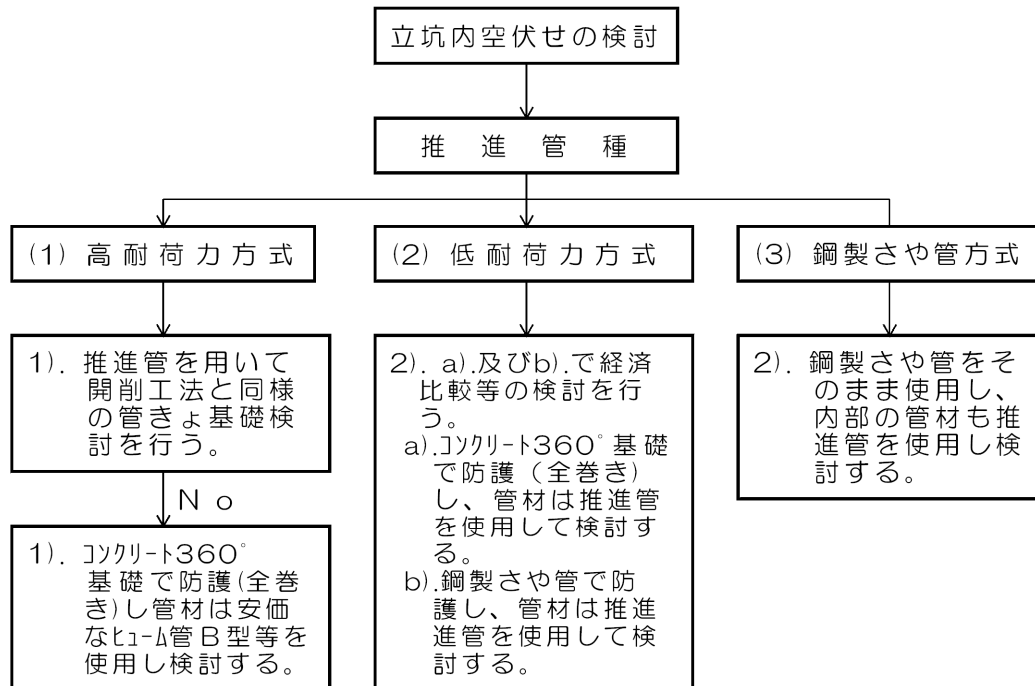 立坑内空伏せの検討
推進管種
(1) 高耐荷力方式
(2) 低耐荷力方式
(3) 鋼製さや管方式
1). 推進管を用いて
開削工法と同様
の管きょ基礎検
討を行う。
No
1). ｺﾝｸﾘｰﾄ360°
基礎で防護(全巻
き)し管材は安価
なﾋｭｰﾑ管Ｂ型等を
使用し検討する。
2). a).及びb).で経済
比較等の検討を行
う。
a).ｺﾝｸﾘｰﾄ360°基礎
で防護（全巻き）
し、管材は推進管
を使用して検討す
る。
b).鋼製さや管で防
護し、管材は推進
進管を使用して検
討する。
2). 鋼製さや管をそ
のまま使用し、
内部の管材も推
進管を使用し検
討する。